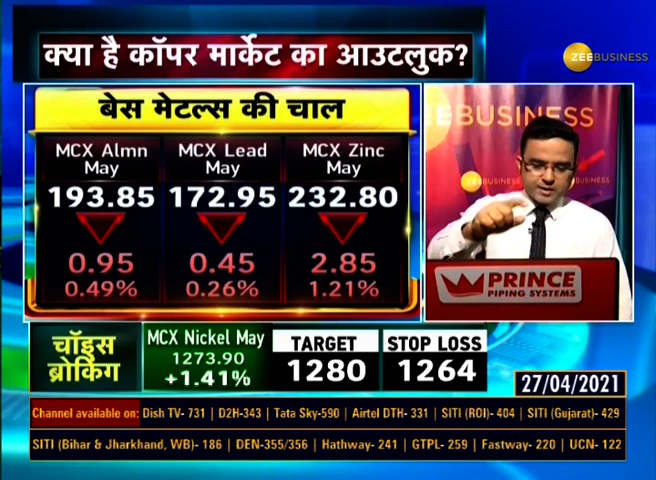 क्या है कॉपर मार्केट का आउटलुक?
ZEEBUSINESS
बेस मेटल्स की चाल
MCX Almn May
193.85
0.95
0.49%
MCX Lead May
172.95
0.45
0.26%
MCX Zinc May
232.80
2.85
1.21%
EBUSINESS
ZEEBUSINESS
BUSINESS
PRINCE
PIPING SYSTEMS
चॉइस
ब्रोकिंग
MCX Nickel May
1273.90
+1.41%
TARGET
1280
STOP LOSS
1264
27/04/2021
Channel available on: Dish TV- 731 | D2H-343 | Tata Sky-590 | Airtel DTH- 331 | SITI (ROI)- 404 | SITI (Gujarat)- 429
SITI (Bihar & Jharkhand, WB)- 186 | DEN-355/356 | Hathway- 241 | GTPL- 259 | Fastway- 220 | UCN- 122